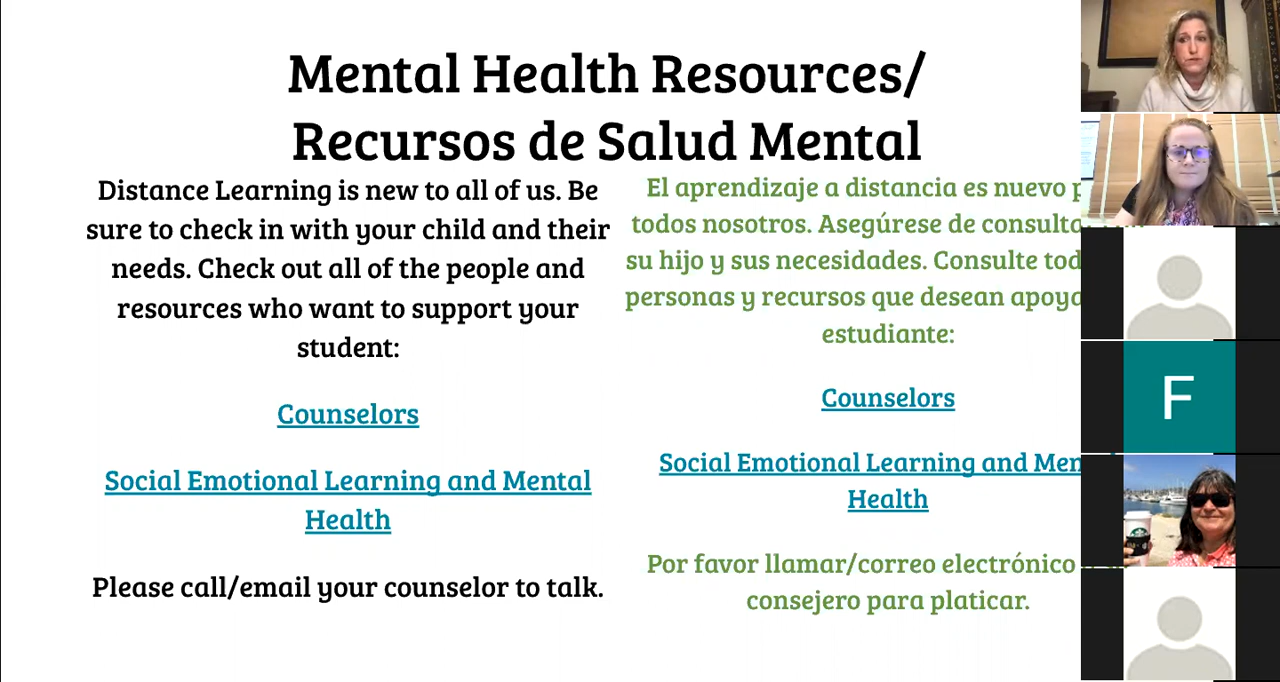 Mental Health Resources/
Recursos de Salud Mental
Distance Learning is new to all of us. Be
sure to check in with your child and their
needs. Check out all of the people and
resources who want to support your
student:
Counselors
Social Emotional Learning and Mental
Health
Please call/email your counselor to talk.
El aprendizaje a distancia es nuevo
todos nosotros. Asegúrese de
su hijo y sus necesidades. Consulte
personas y recursos que desean
estudiante:
Counselors
Social Emotional Learning and
Health
Por favor llamar/correo electrónico
consejero para platicar.
F